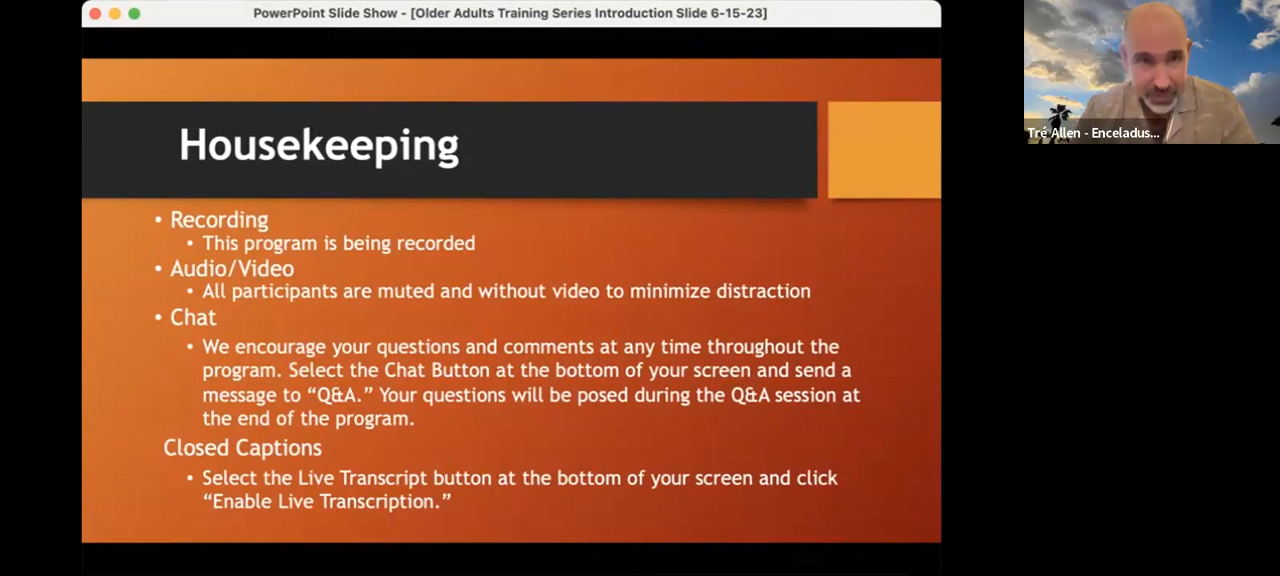 PowerPoint Slide Show - [Older Adults Training Series Introduction Slide 6-15-23]
Housekeeping
• Recording
• This program is being recorded
• Audio/Video
• All participants are muted and without video to minimize distraction
• Chat
• We encourage your questions and comments at any time throughout the
program. Select the Chat Button at the bottom of your screen and send a
message to “Q&A.” Your questions will be posed during the Q&A session at
the end of the program.
Closed Captions
• Select the Live Transcript button at the bottom of your screen and click
“Enable Live Transcription.”
Tré Allen - Enceladus...